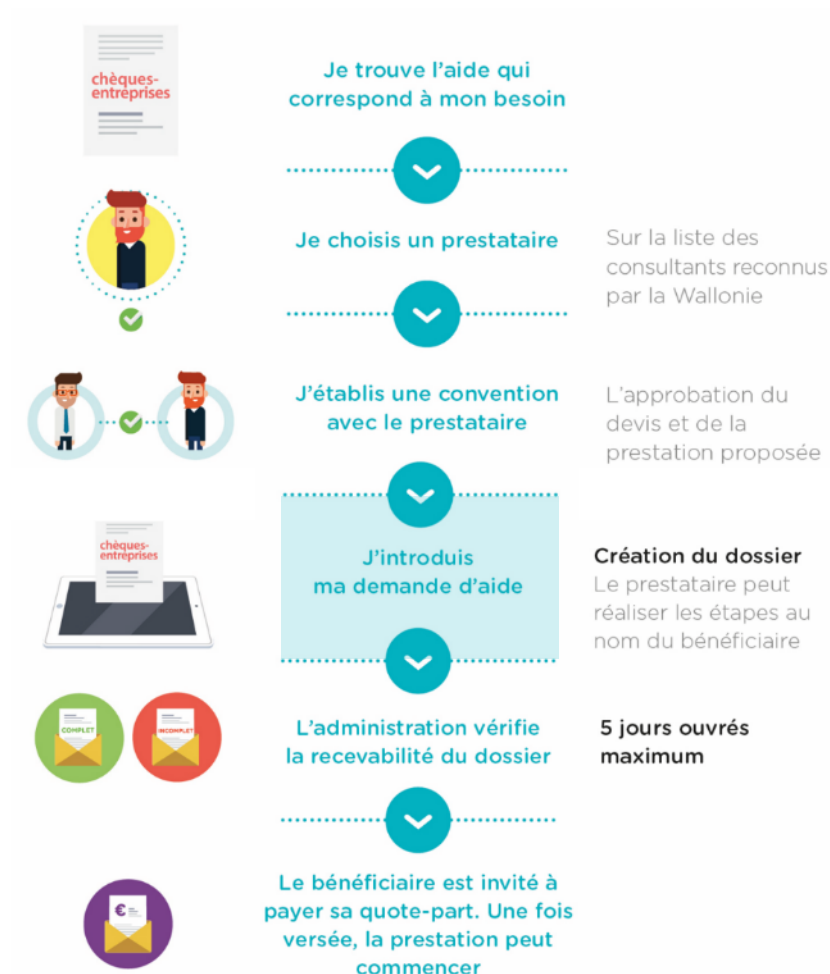 chèques-
entreprises
Je trouve l'aide qui
correspond à mon besoin
Je choisis un prestataire
Sur la liste des
consultants reconnus
par la Wallonie
J'établis une convention
avec le prestataire
L'approbation du
devis et de la
prestation proposée
chèques-
entreprises
J'introduis
ma demande d'aide
Création du dossier
Le prestataire peut
réaliser les étapes au
nom du bénéficiaire
COMPLET
INCOMPLET
L'administration vérifie
la recevabilité du dossier
5 jours ouvrés
maximum
€
Le bénéficiaire est invité à
payer sa quote-part. Une fois
versée, la prestation peut
commencer